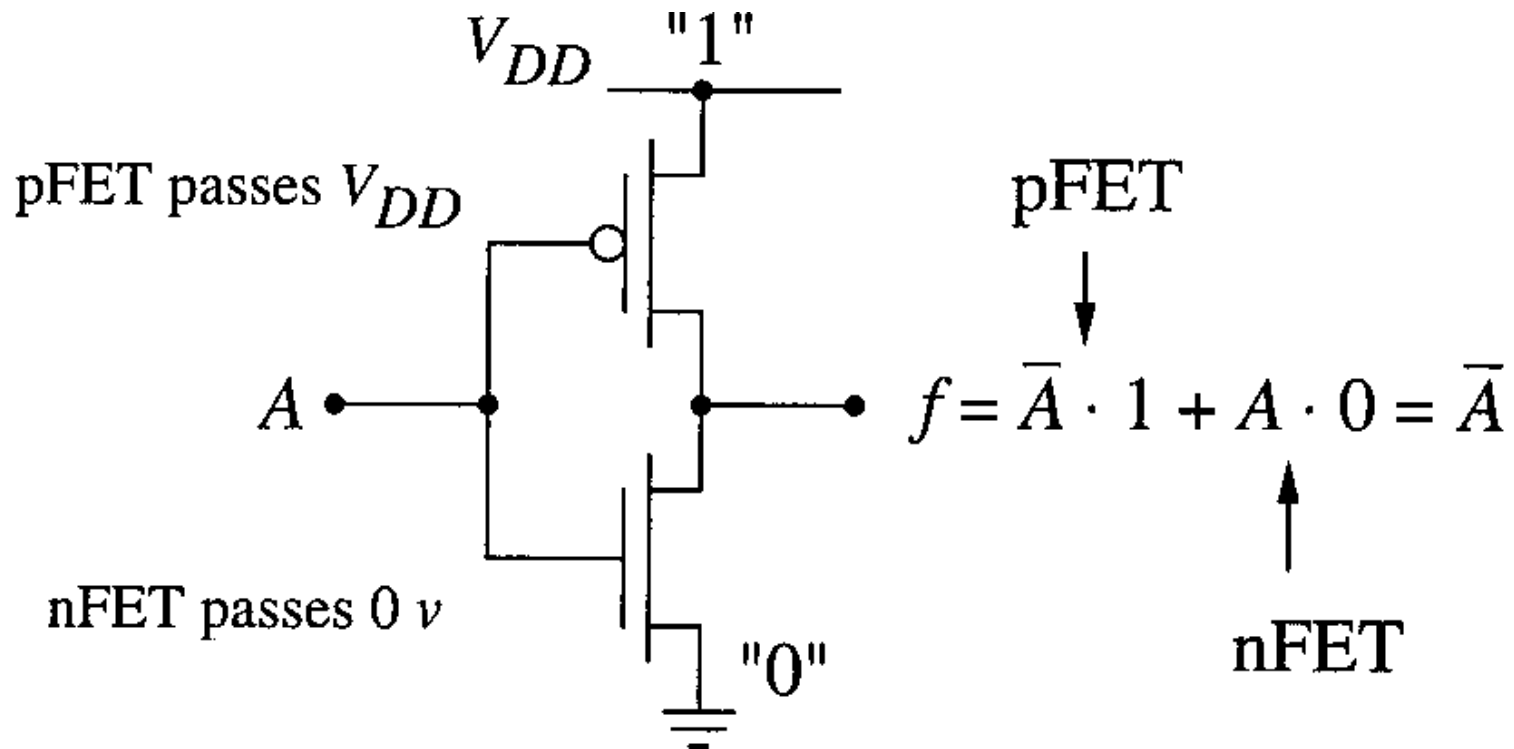 V_DD "1"
pFET passes V_DD
pFET
A
f = A̅ · 1 + A · 0 = A̅
nFET passes 0 v
"0"
nFET